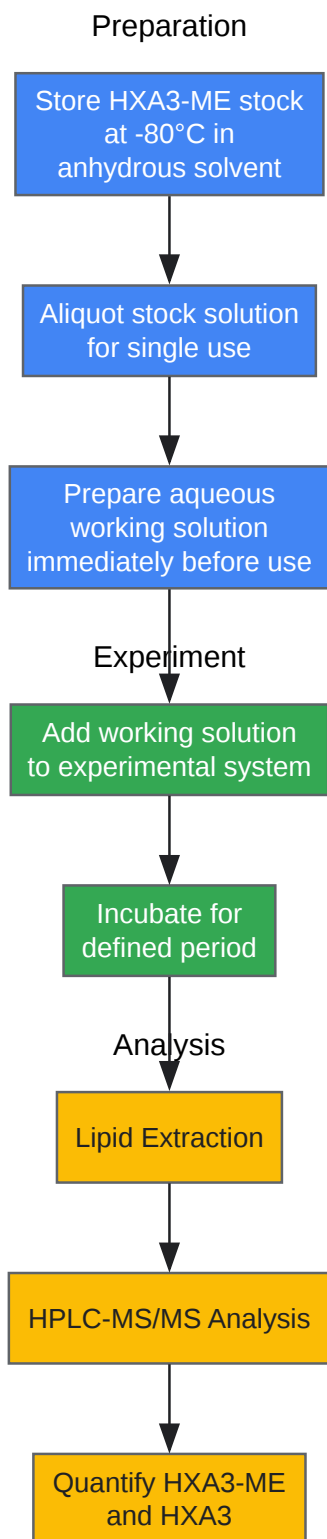 Preparation
Store HXA3-ME stock
at -80°C in
anhydrous solvent
Aliquot stock solution
for single use
Prepare aqueous
working solution
immediately before use
Experiment
Add working solution
to experimental system
Incubate for
defined period
Analysis
Lipid Extraction
HPLC-MS/MS Analysis
Quantify HXA3-ME
and HXA3